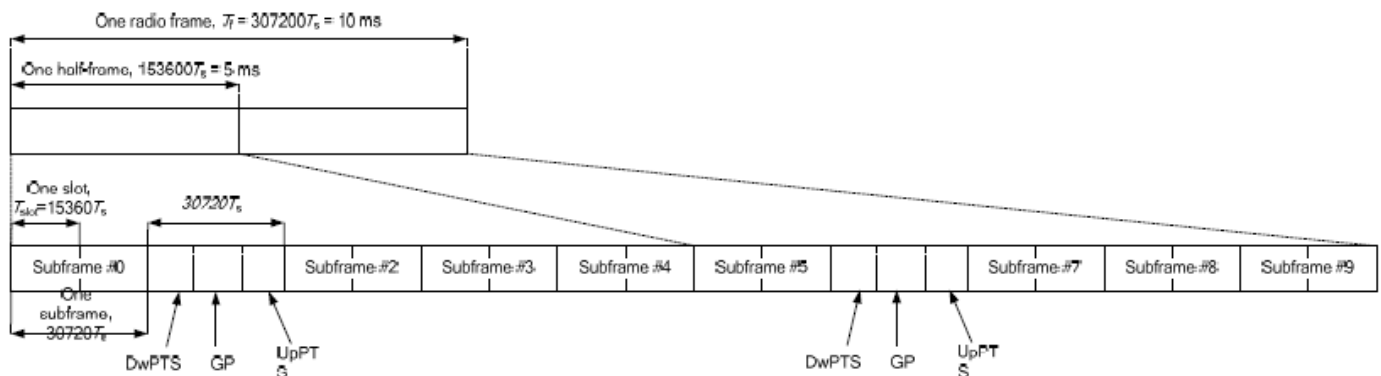 One radio frame, Tf = 307200Ts = 10 ms
One half-frame, 153600Ts = 5 ms
One slot,
Tslot=15360Ts
30720Ts
Subframe #0
Subframe #2
Subframe #3
Subframe #4
Subframe #5
Subframe #7
Subframe #8
Subframe #9
One
subframe,
30720Ts
DwPTS
GP
UpPT
S
DwPTS
GP
UpPT
S